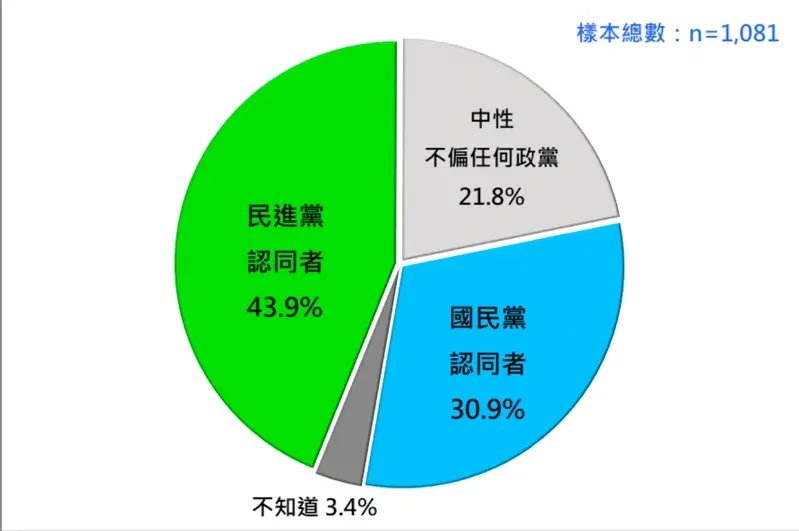 樣本總數：n=1,081
中性
不偏任何政黨
21.8%
民進黨
認同者
43.9%
國民黨
認同者
30.9%
不知道 3.4%